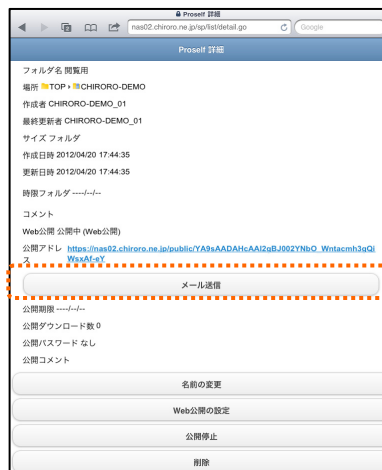 Proself 詳細
nas02.chiroro.ne.jp/sp/list/detail.go
Google
Proself 詳細
フォルダ名 閲覧用
場所 TOP › CHIRORO-DEMO
作成者 CHIRORO-DEMO_01
最終更新者 CHIRORO-DEMO_01
サイズ フォルダ
作成日時 2012/04/20 17:44:35
更新日時 2012/04/20 17:44:35
時限フォルダ ----/--/--
コメント
Web公開 公開中 (Web公開)
公開アドレス https://nas02.chiroro.ne.jp/public/YA9sAADAHcAAI2gBJ002YNbO_Wntacmh3gQi
WsxAf-eY
メール送信
公開期限 ----/--/--
公開ダウンロード数 0
公開パスワード なし
公開コメント
名前の変更
Web公開の設定
公開停止
削除